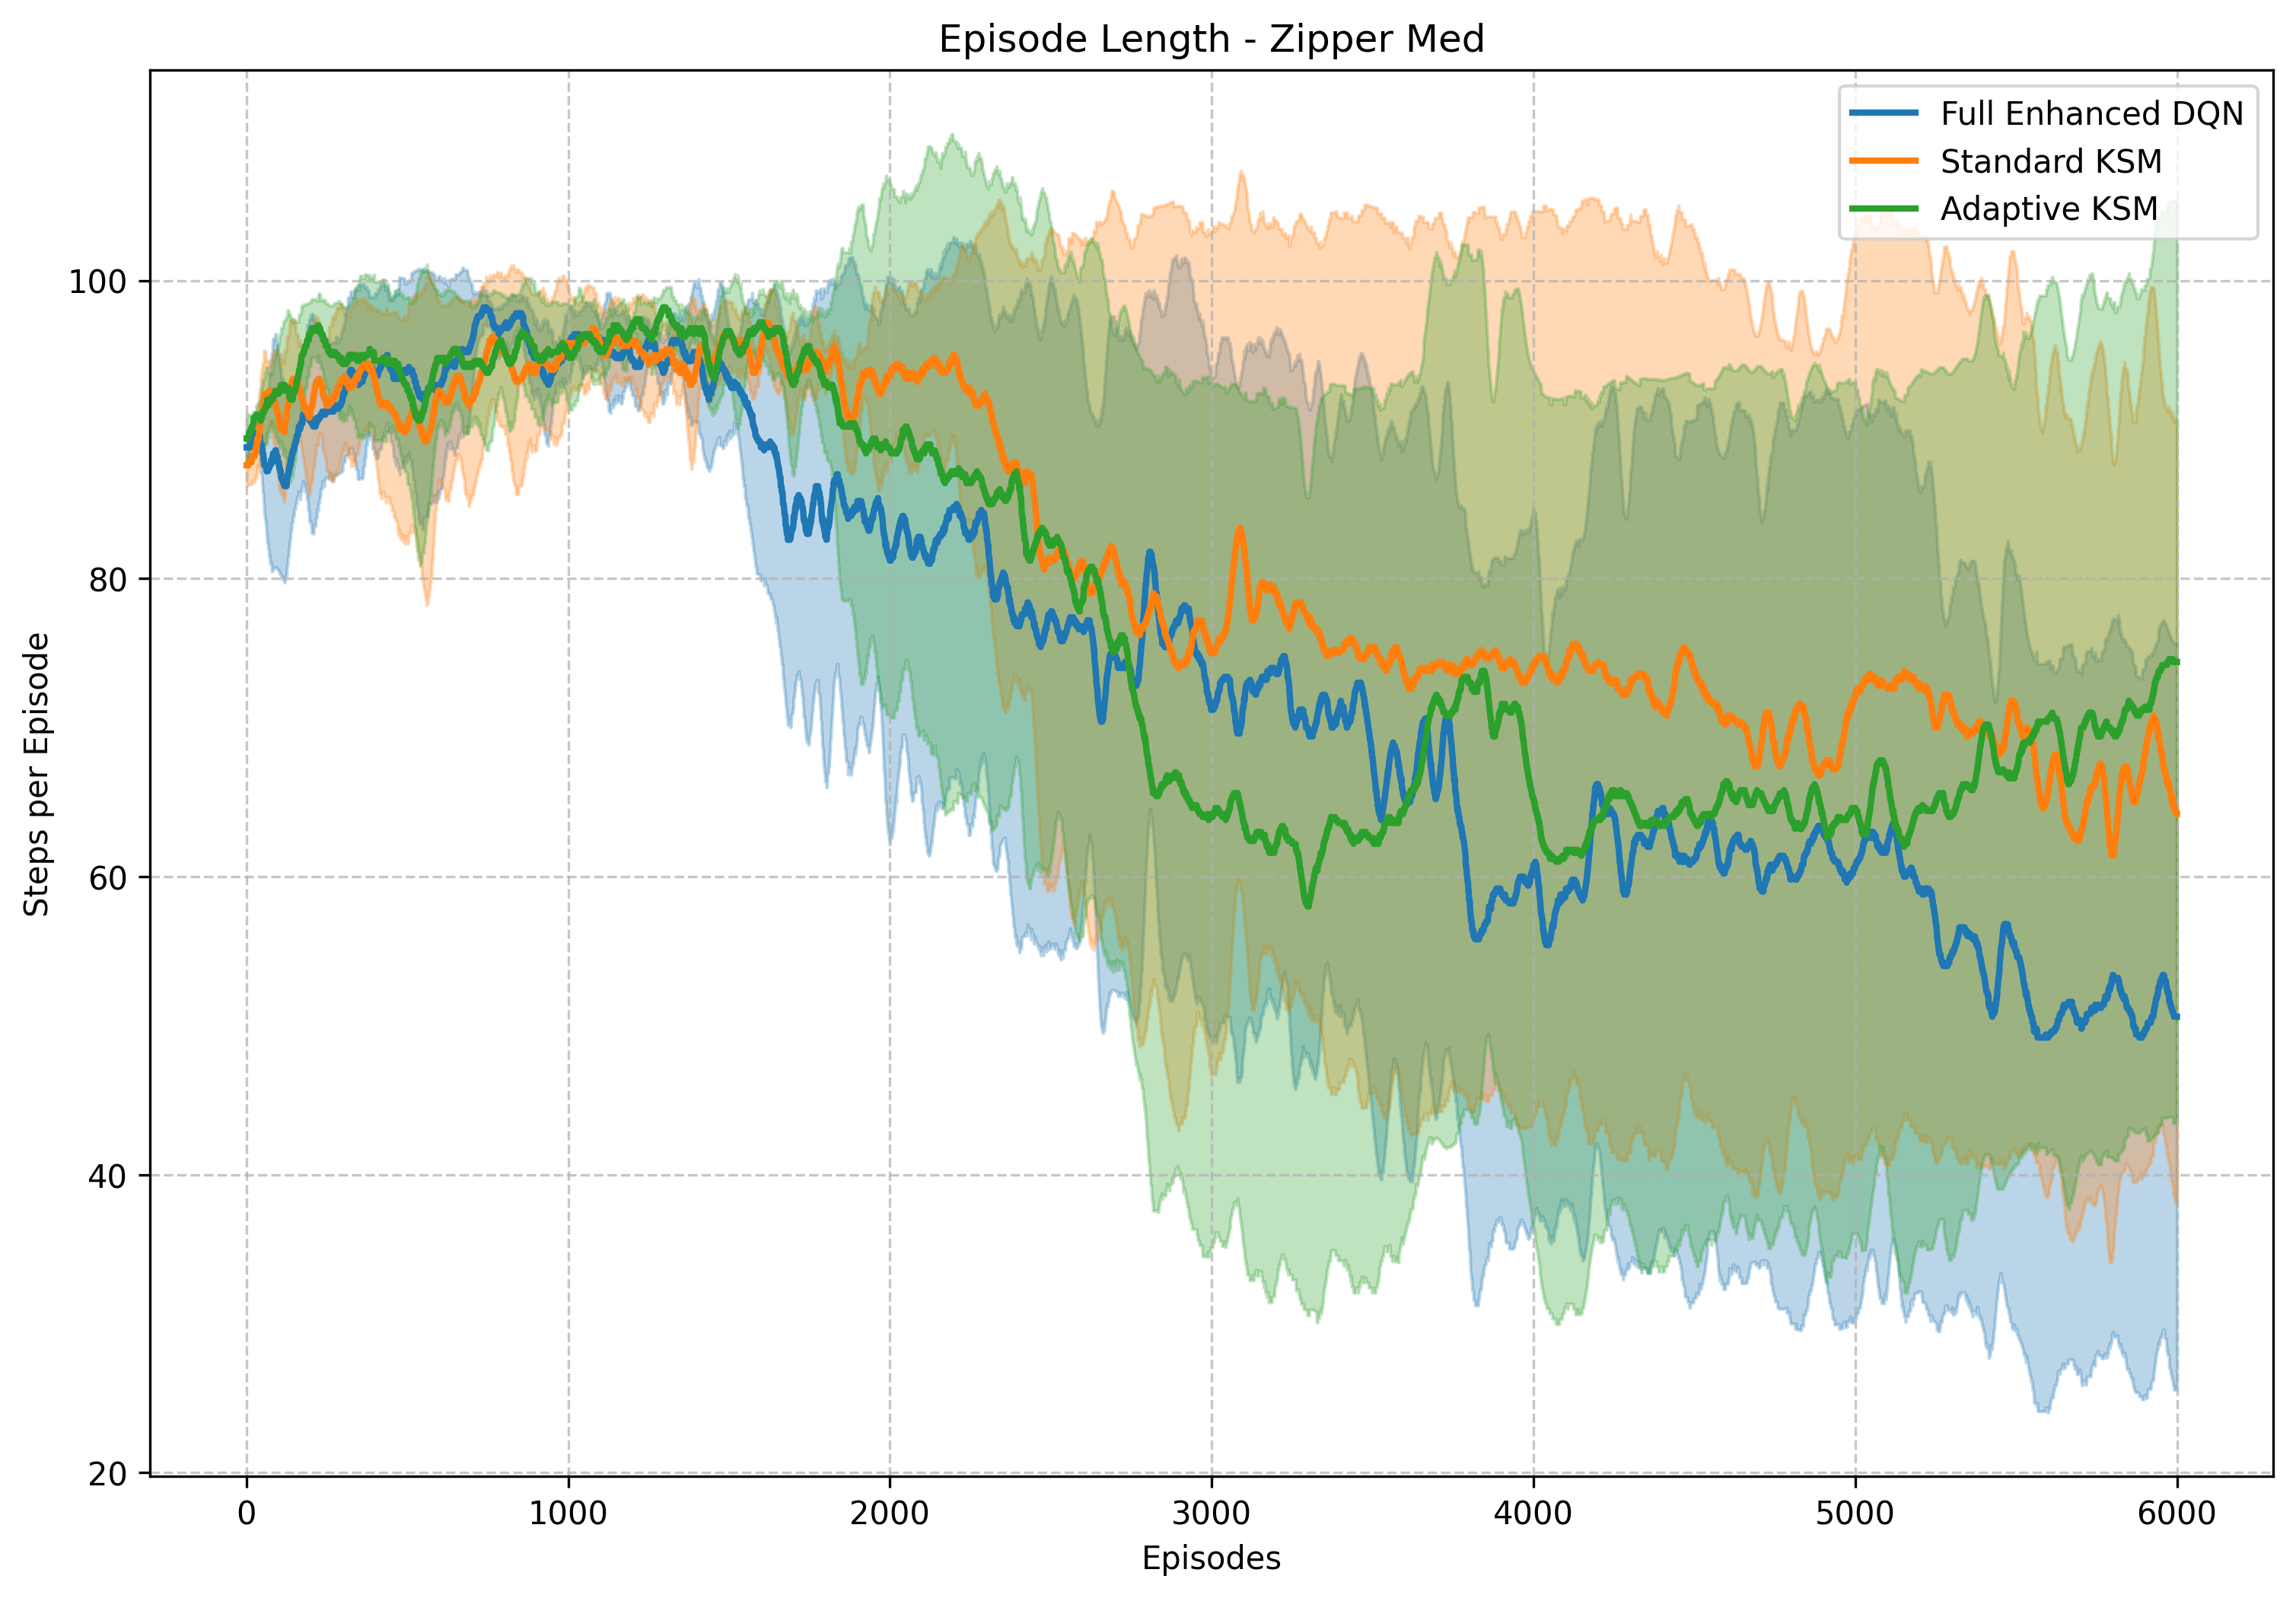 Episode Length - Zipper Med
Full Enhanced DQN
Standard KSM
Adaptive KSM
Steps per Episode
100
80
60
40
20
0
1000
2000
3000
4000
5000
6000
Episodes